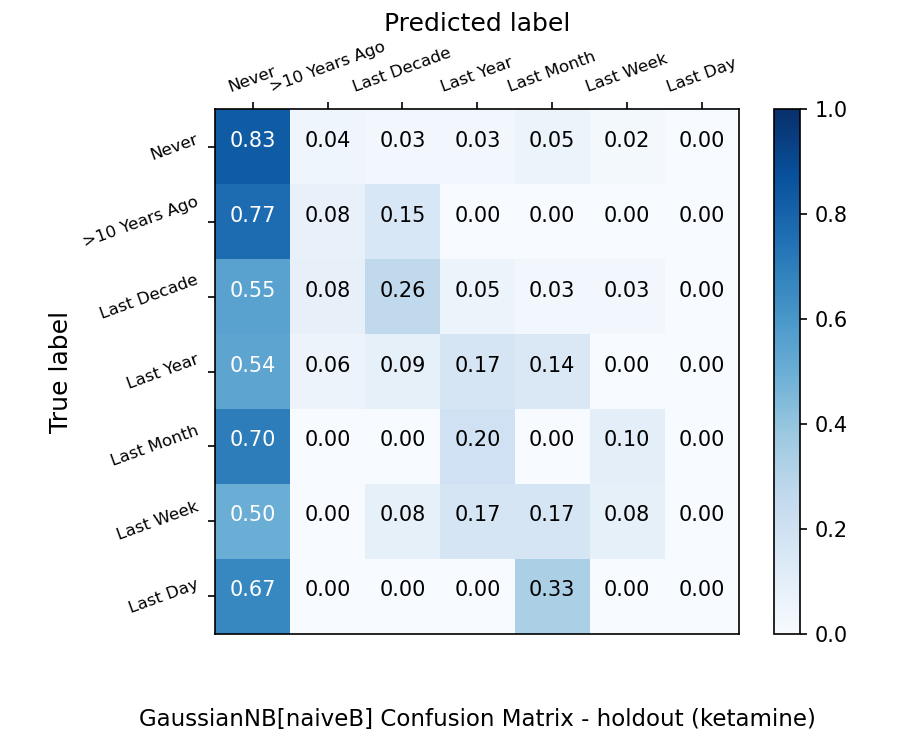 Predicted label
Never >10 Years Ago Last Decade Last Year Last Month Last Week Last Day
True label
Never 0.83 0.04 0.03 0.03 0.05 0.02 0.00
>10 Years Ago 0.77 0.08 0.15 0.00 0.00 0.00 0.00
Last Decade 0.55 0.08 0.26 0.05 0.03 0.03 0.00
Last Year 0.54 0.06 0.09 0.17 0.14 0.00 0.00
Last Month 0.70 0.00 0.00 0.20 0.00 0.10 0.00
Last Week 0.50 0.00 0.08 0.17 0.17 0.08 0.00
Last Day 0.67 0.00 0.00 0.00 0.33 0.00 0.00
1.0
0.8
0.6
0.4
0.2
0.0
GaussianNB[naiveB] Confusion Matrix - holdout (ketamine)